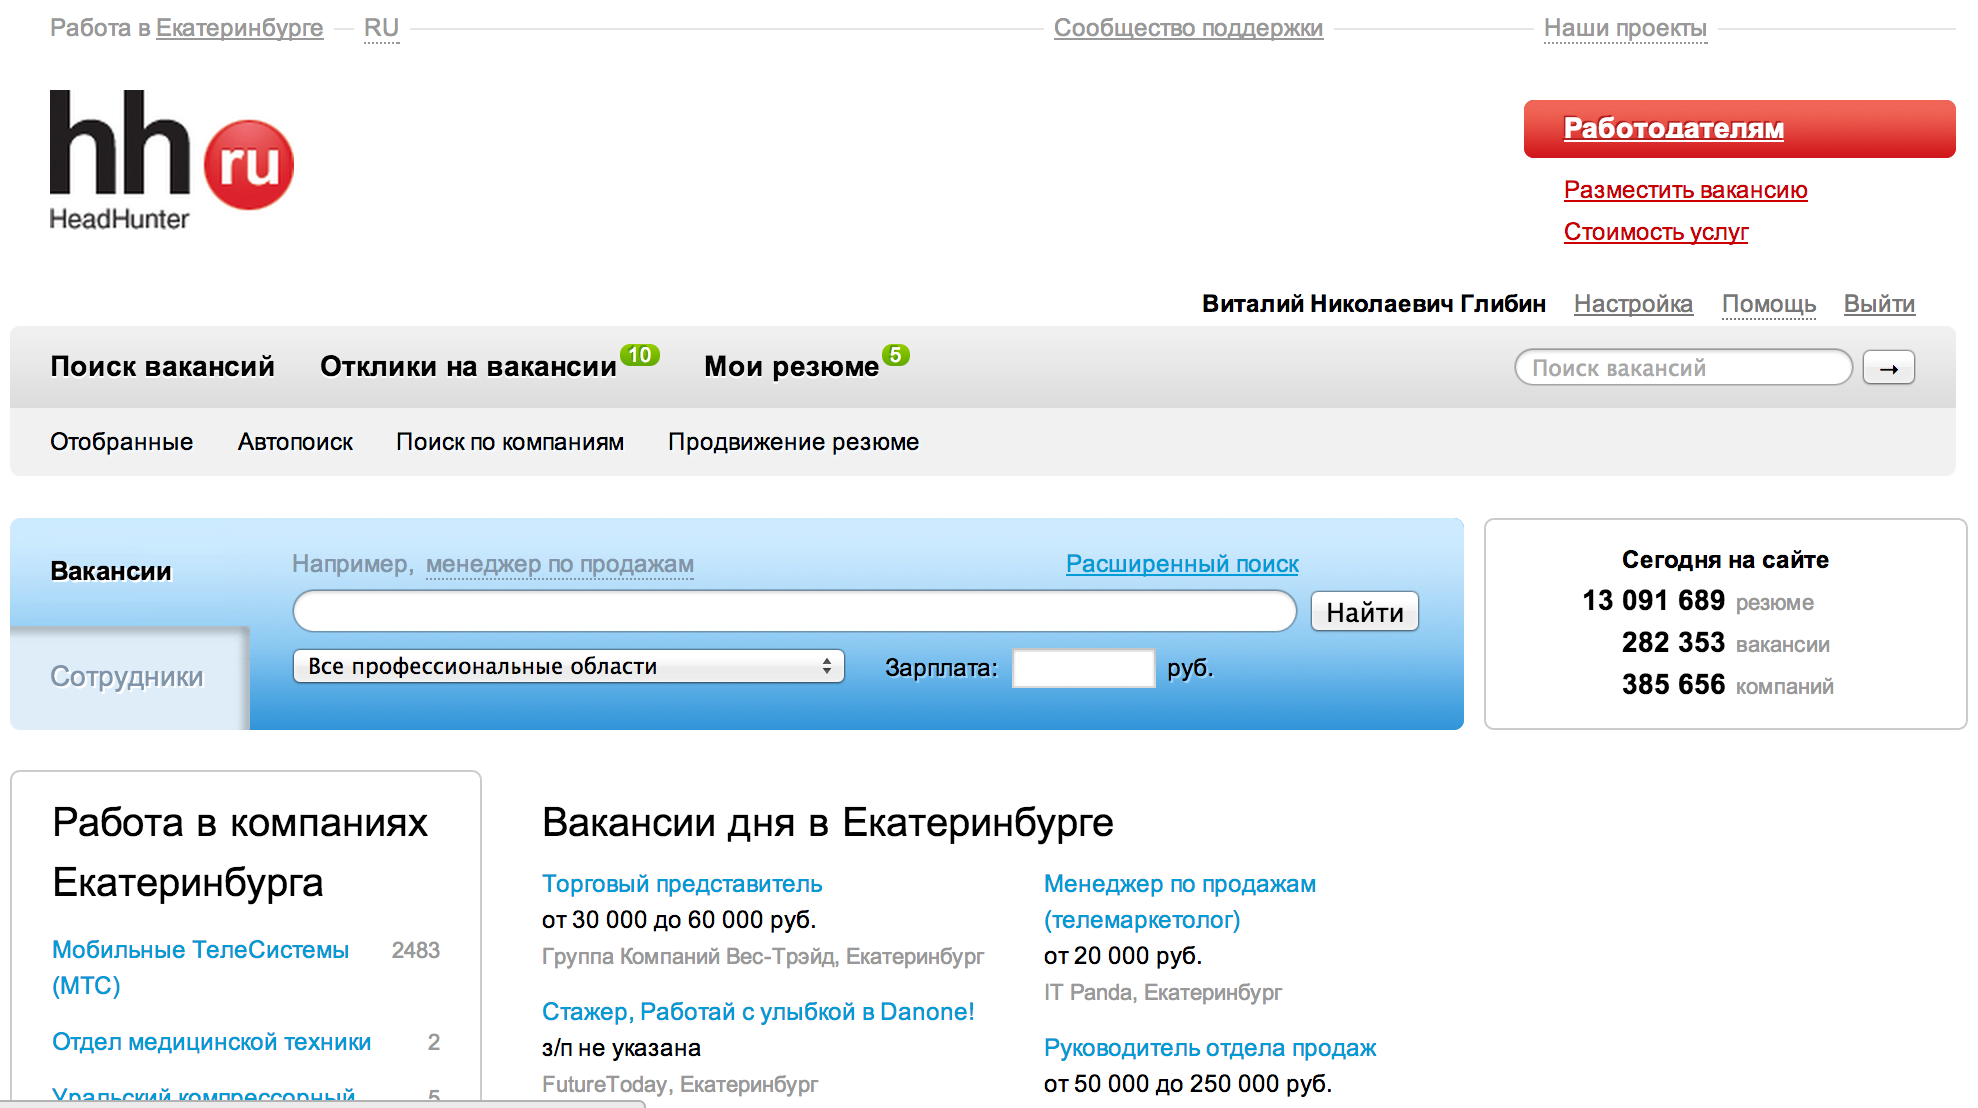 Работа в Екатеринбурге RU Сообщество поддержки Наши проекты
hh ru
HeadHunter
Работодателям
Разместить вакансию
Стоимость услуг
Виталий Николаевич Глибин Настройка Помощь Выйти
Поиск вакансий Отклики на вакансии 10 Мои резюме 5 Поиск вакансий →
Отобранные Автопоиск Поиск по компаниям Продвижение резюме
Вакансии
Сотрудники
Например, менеджер по продажам Расширенный поиск
Найти
Все профессиональные области Зарплата: руб.
Сегодня на сайте
13 091 689 резюме
282 353 вакансии
385 656 компаний
Работа в компаниях
Екатеринбурга
Мобильные ТелеСистемы 2483
(МТС)
Отдел медицинской техники 2
Уральский компрессорный 5
Вакансии дня в Екатеринбурге
Торговый представитель
от 30 000 до 60 000 руб.
Группа Компаний Вес-Трэйд, Екатеринбург
Стажер, Работай с улыбкой в Danone!
з/п не указана
FutureToday, Екатеринбург
Менеджер по продажам
(телемаркетолог)
от 20 000 руб.
IT Panda, Екатеринбург
Руководитель отдела продаж
от 50 000 до 250 000 руб.